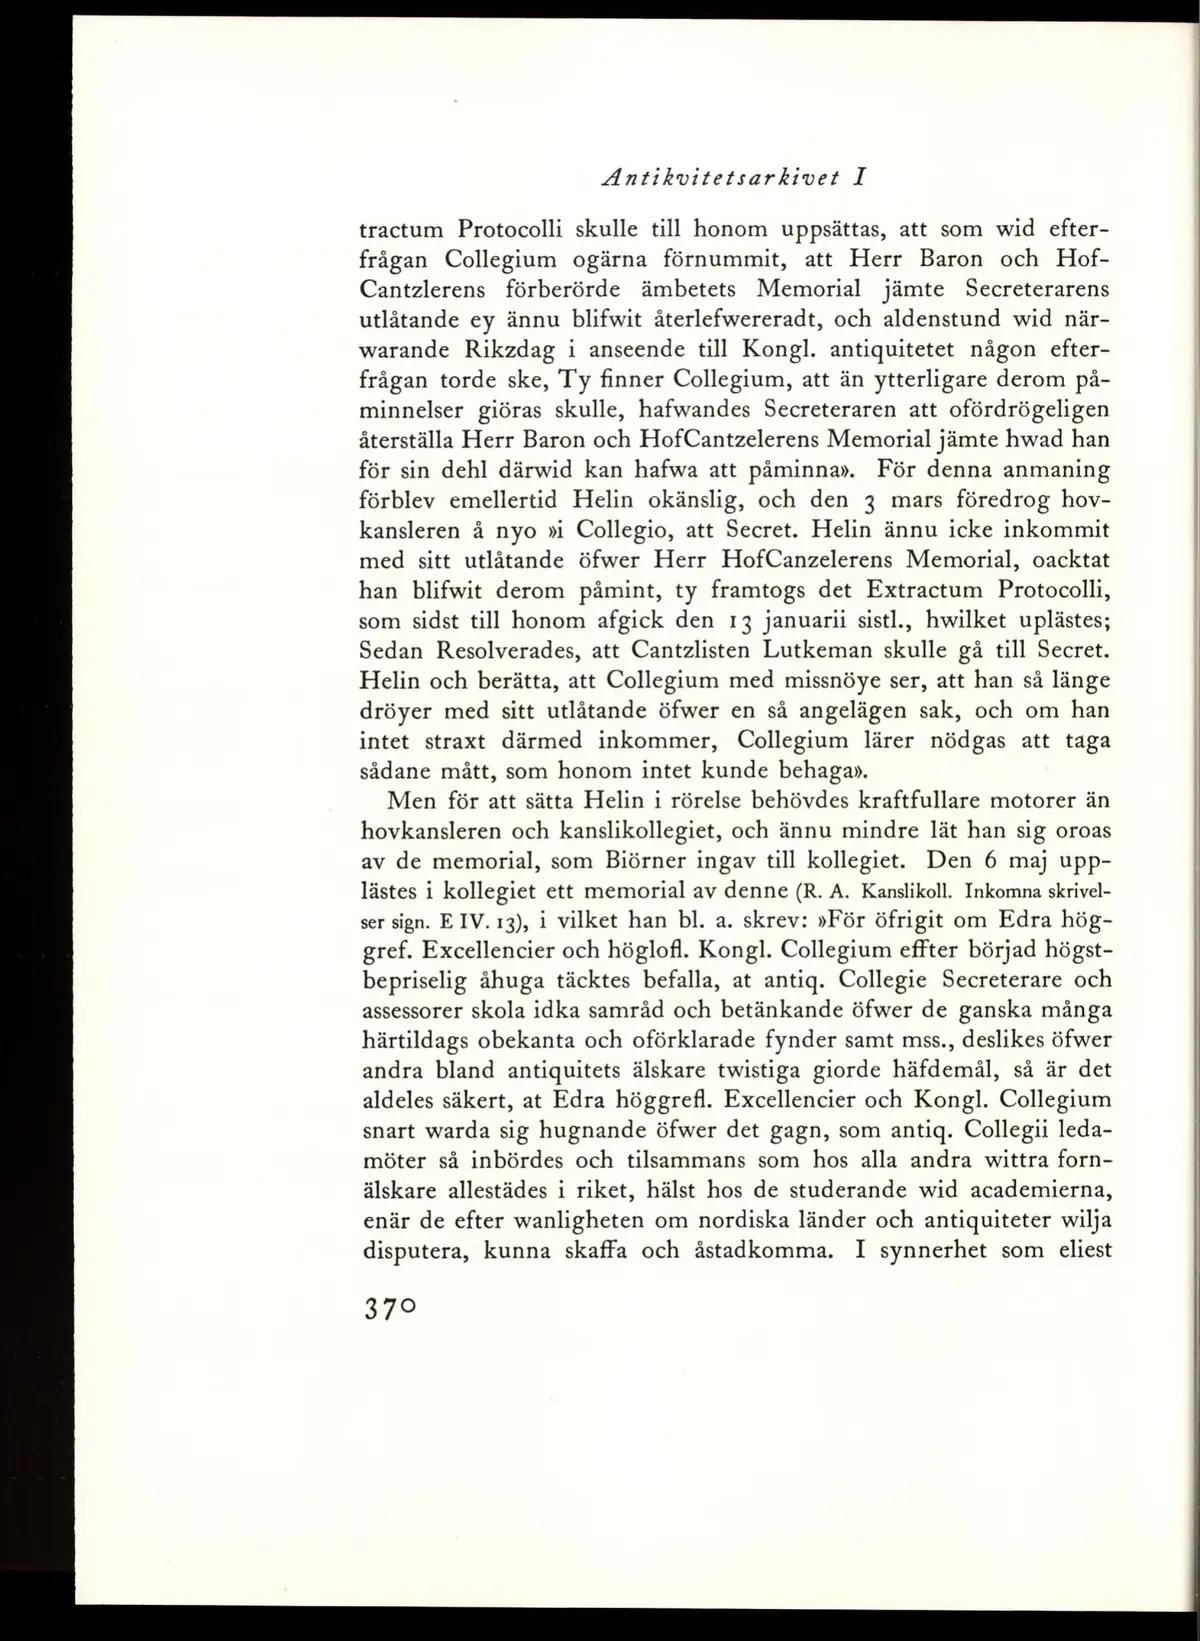 Antikvitetsarkivet I
tractum Protocolli skulle till honom uppsättas, att som wid efter-
frågan Collegium ogärna förnummit, att Herr Baron och Hof-
Cantzlerens förberörde ämbetets Memorial jämte Secreterarens
utlåtande ey ännu blifwit återlefwereradt, och aldenstund wid när-
warande Rikzdag i anseende till Kongl. antiquitetet någon efter-
frågan torde ske, Ty finner Collegium, att än ytterligare derom på-
minnelser giöras skulle, hafwandes Secreteraren att ofördrögeligen
återställa Herr Baron och HofCantzelerens Memorial jämte hwad han
för sin dehl därwid kan hafwa att påminna». För denna anmaning
förblev emellertid Helin okänslig, och den 3 mars föredrog hov-
kansleren å nyo »i Collegio, att Secret. Helin ännu icke inkommit
med sitt utlåtande öfwer Herr HofCanzelerens Memorial, oacktat
han blifwit derom påmint, ty framtogs det Extractum Protocolli,
som sidst till honom afgick den 13 januarii sistl., hwilket uplästes;
Sedan Resolverades, att Cantzlisten Lutkeman skulle gå till Secret.
Helin och berätta, att Collegium med missnöye ser, att han så länge
dröyer med sitt utlåtande öfwer en så angelägen sak, och om han
intet straxt därmed inkommer, Collegium lärer nödgas att taga
sådane mått, som honom intet kunde behaga».
Men för att sätta Helin i rörelse behövdes kraftfullare motorer än
hovkansleren och kanslikollegiet, och ännu mindre lät han sig oroas
av de memorial, som Biörner ingav till kollegiet. Den 6 maj upp-
lästes i kollegiet ett memorial av denne (R. A. Kanslikoll. Inkomna skrivel-
ser sign. E IV. 13), i vilket han bl. a. skrev: »För öfrigit om Edra hög-
gref. Excellencier och höglofl. Kongl. Collegium effter börjad högst-
bepriselig åhuga täcktes befalla, at antiq. Collegie Secreterare och
assessorer skola idka samråd och betänkande öfwer de ganska många
härtildags obekanta och oförklarade fynder samt mss., deslikes öfwer
andra bland antiquitets älskare twistiga giorde häfdemål, så är det
aldeles säkert, at Edra höggrefl. Excellencier och Kongl. Collegium
snart warda sig hugnande öfwer det gagn, som antiq. Collegii leda-
möter så inbördes och tilsammans som hos alla andra wittra forn-
älskare allestädes i riket, hälst hos de studerande wid academierna,
enär de efter wanligheten om nordiska länder och antiquiteter wilja
disputera, kunna skaffa och åstadkomma. I synnerhet som eliest
370